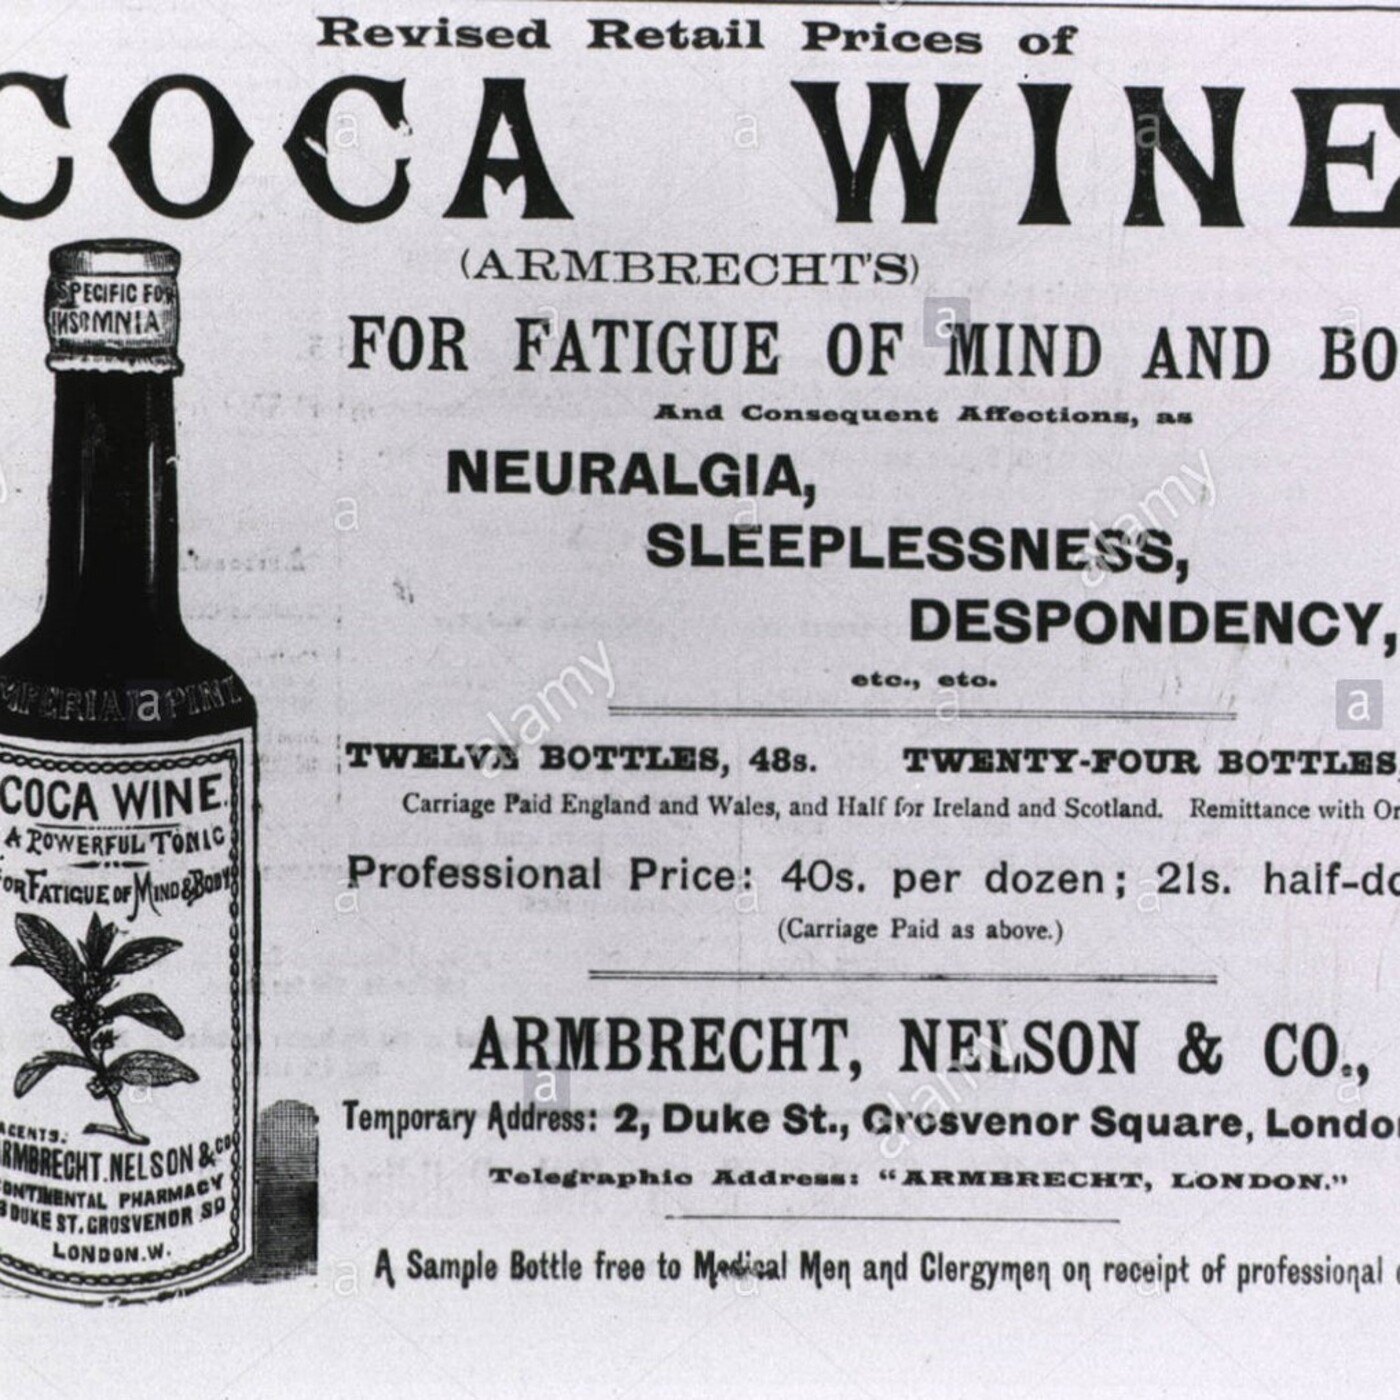 Revised Retail Prices of
COCA WINE
(ARMBRECHT'S)
FOR FATIGUE OF MIND AND BO
And Consequent Affections, as
NEURALGIA,
SLEEPLESSNESS,
DESPONDENCY,
etc., etc.
TWELVE BOTTLES, 48s. TWENTY-FOUR BOTTLES,
Carriage Paid England and Wales, and Half for Ireland and Scotland. Remittance with Or
Professional Price: 40s. per dozen; 21s. half-do
(Carriage Paid as above.)
ARMBRECHT, NELSON & CO.,
Temporary Address: 2, Duke St., Grosvenor Square, Londo
Telegraphic Address: "ARMBRECHT, LONDON."
A Sample Bottle free to Medical Men and Clergymen on receipt of professional
SPECIFIC FOR
INSOMNIA
MPERIAL PINT
COCA WINE.
A POWERFUL TONIC
FOR FATIGUE OF MIND & BODY
AGENTS:
ARMBRECHT. NELSON & Co
CONTINENTAL PHARMACY
DUKE ST. GROSVENOR SQ
LONDON. W.
alamy
alamy
alamy